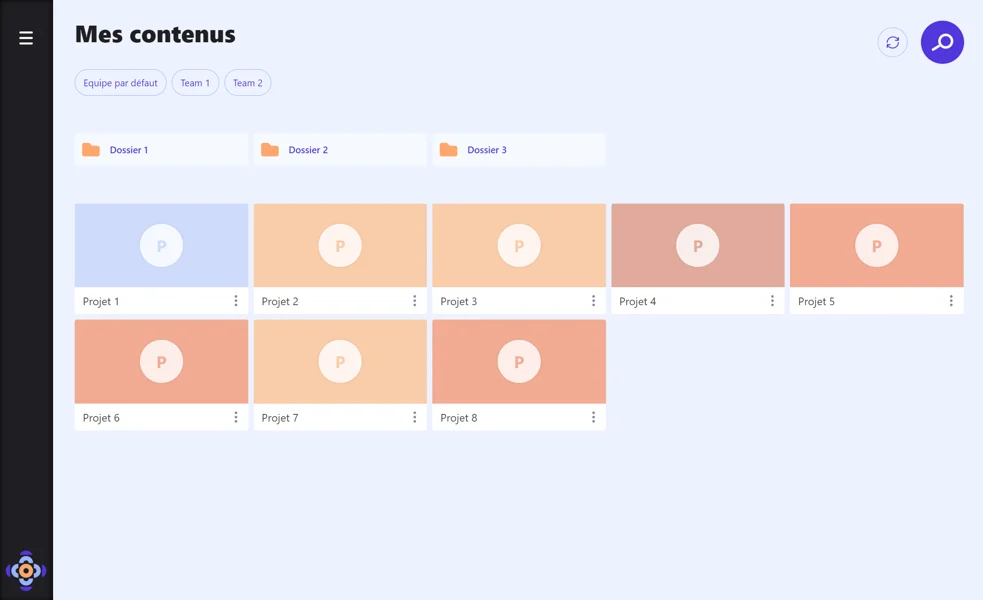 Mes contenus
Equipe par défaut Team 1 Team 2
Dossier 1 Dossier 2 Dossier 3
P P P P P
Projet 1 Projet 2 Projet 3 Projet 4 Projet 5
P P P
Projet 6 Projet 7 Projet 8